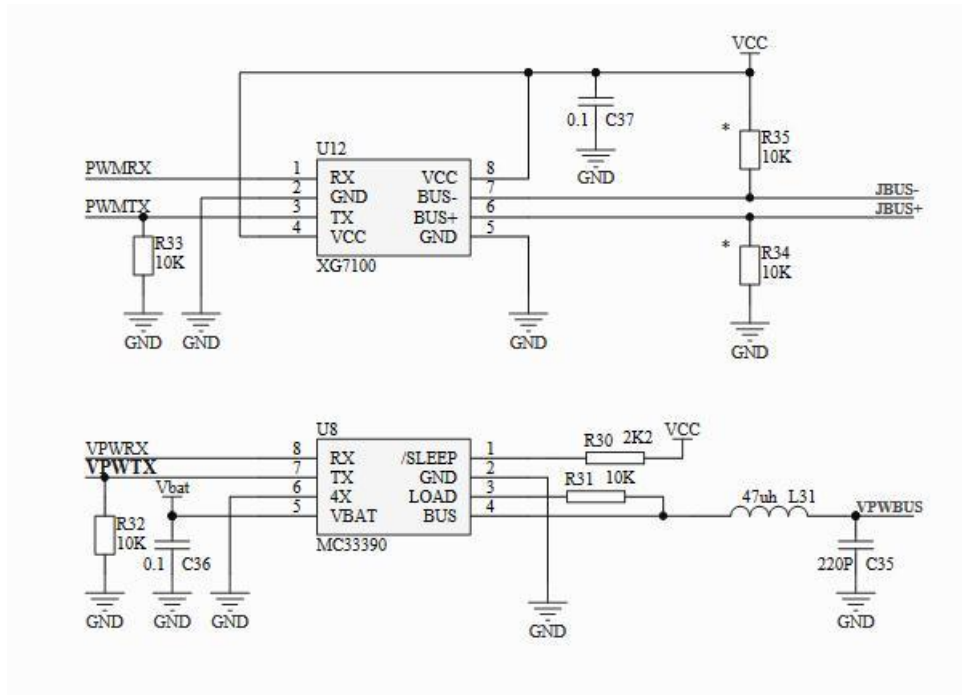 VCC
* R35
10K
0.1 C37
GND
U12
PWMRX 1 RX VCC 8
2 GND BUS- 7 JBUS-
PWMTX 3 TX BUS+ 6 JBUS+
4 VCC GND 5
XG7100
R33
10K
* R34
10K
GND GND GND GND
U8
VPWRX 8 RX /SLEEP 1 R30 2K2 VCC
VPWTX 7 TX GND 2
Vbat 6 4X LOAD 3 R31 10K
5 VBAT BUS 4 47uh L31 VPWBUS
MC33390
R32
10K
0.1 C36
220P C35
GND GND GND GND GND